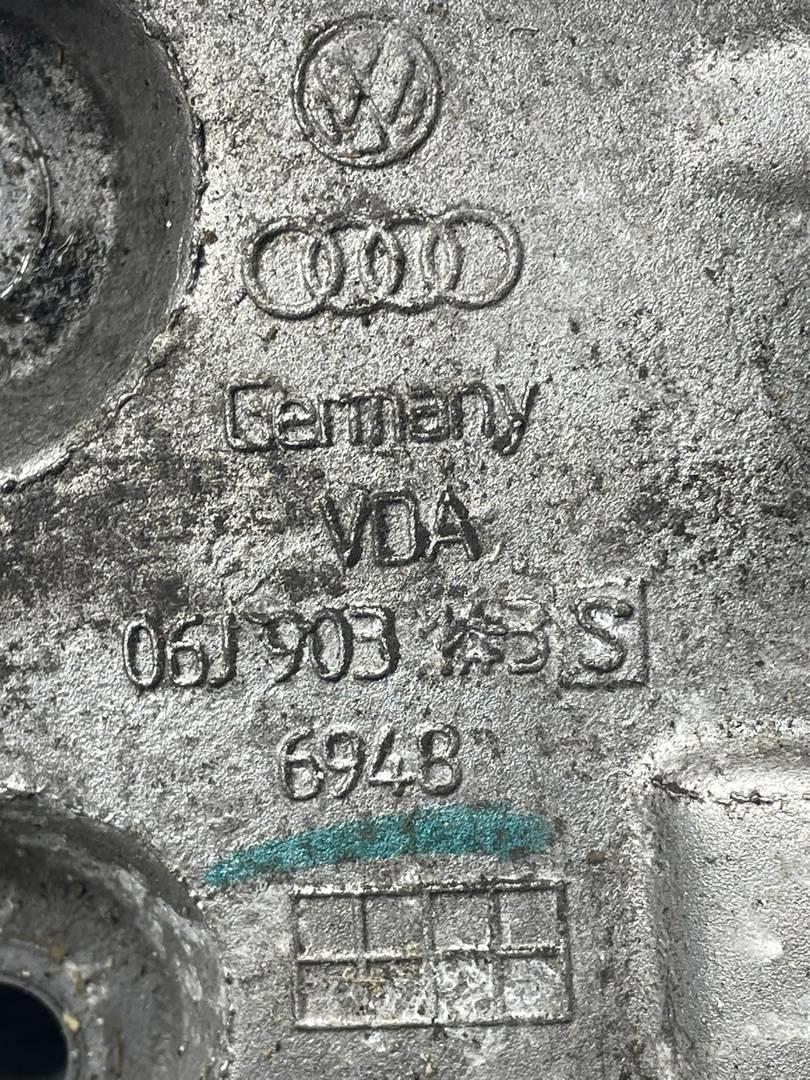 Germany
VDA
06J 903 S
6948